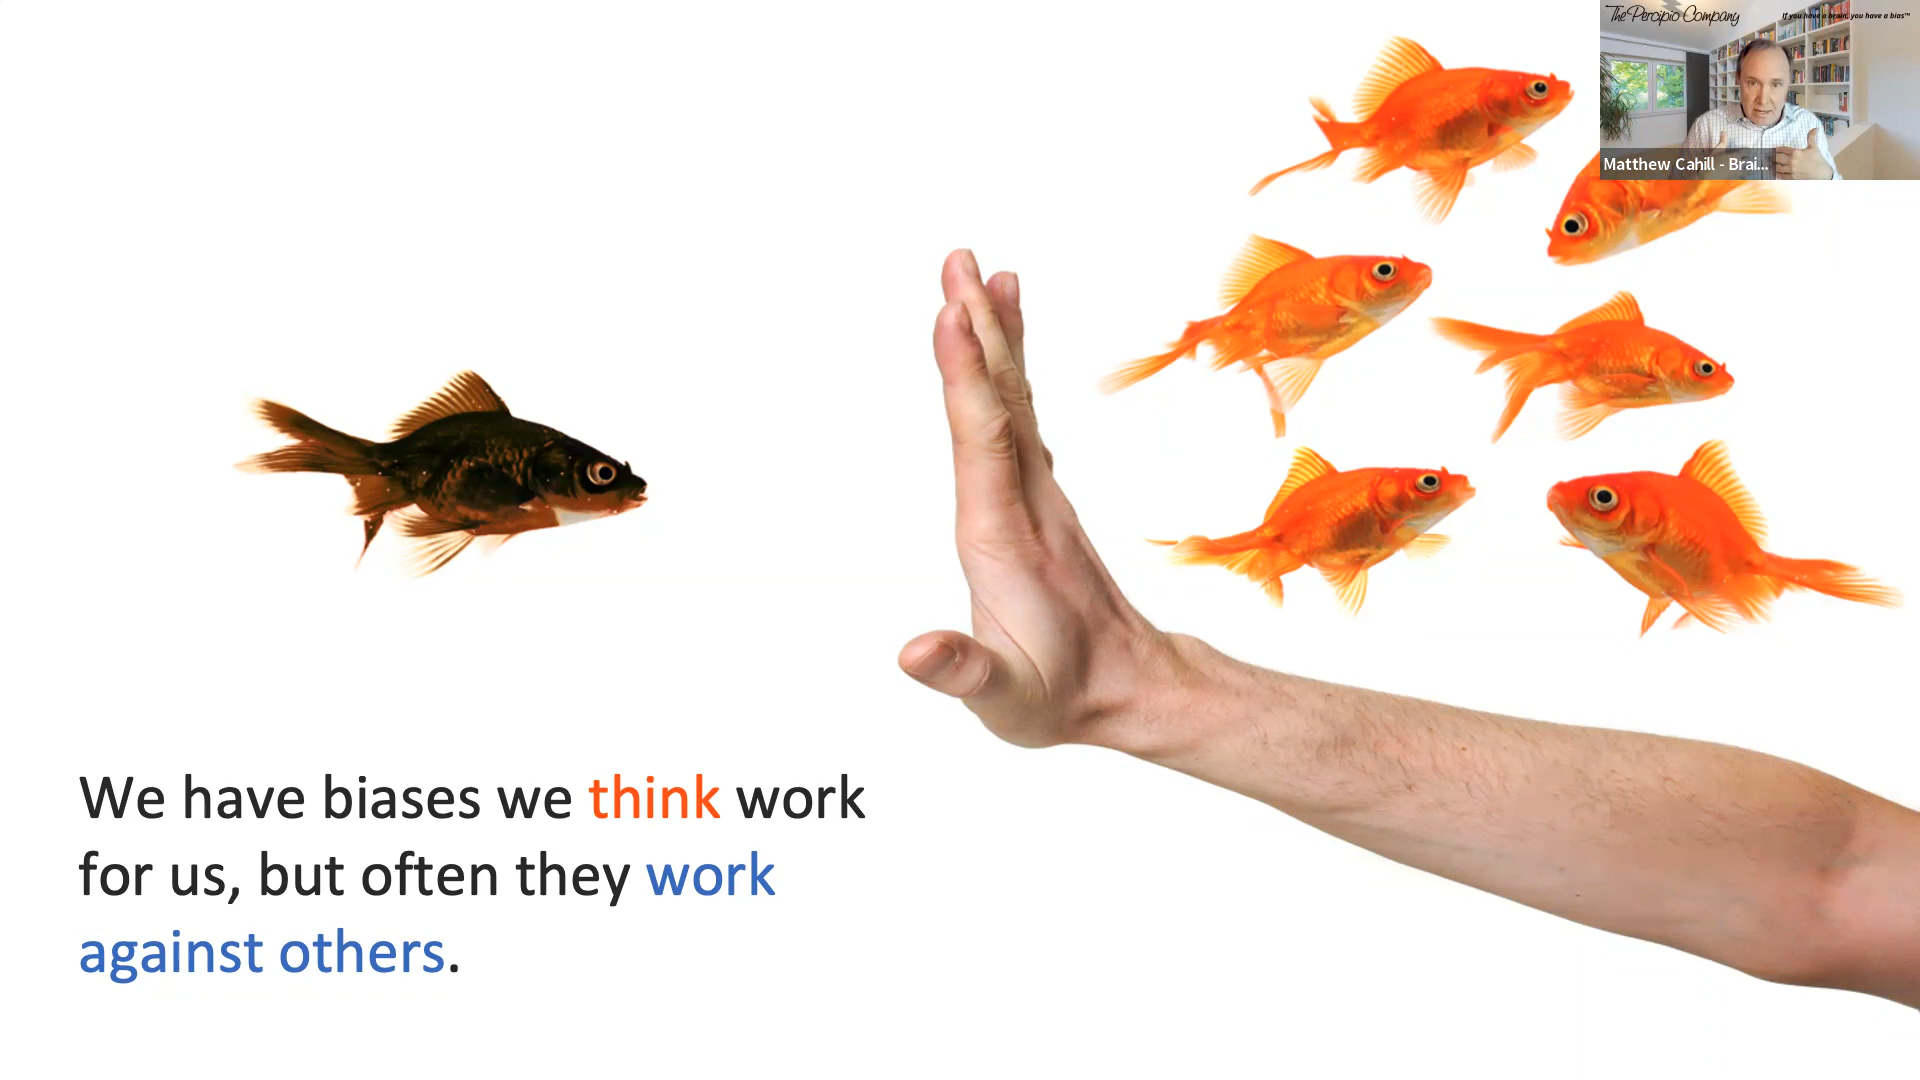 The Percipio Company
If you have a brain, you have a bias™
Matthew Cahill - Brai...
We have biases we think work
for us, but often they work
against others.